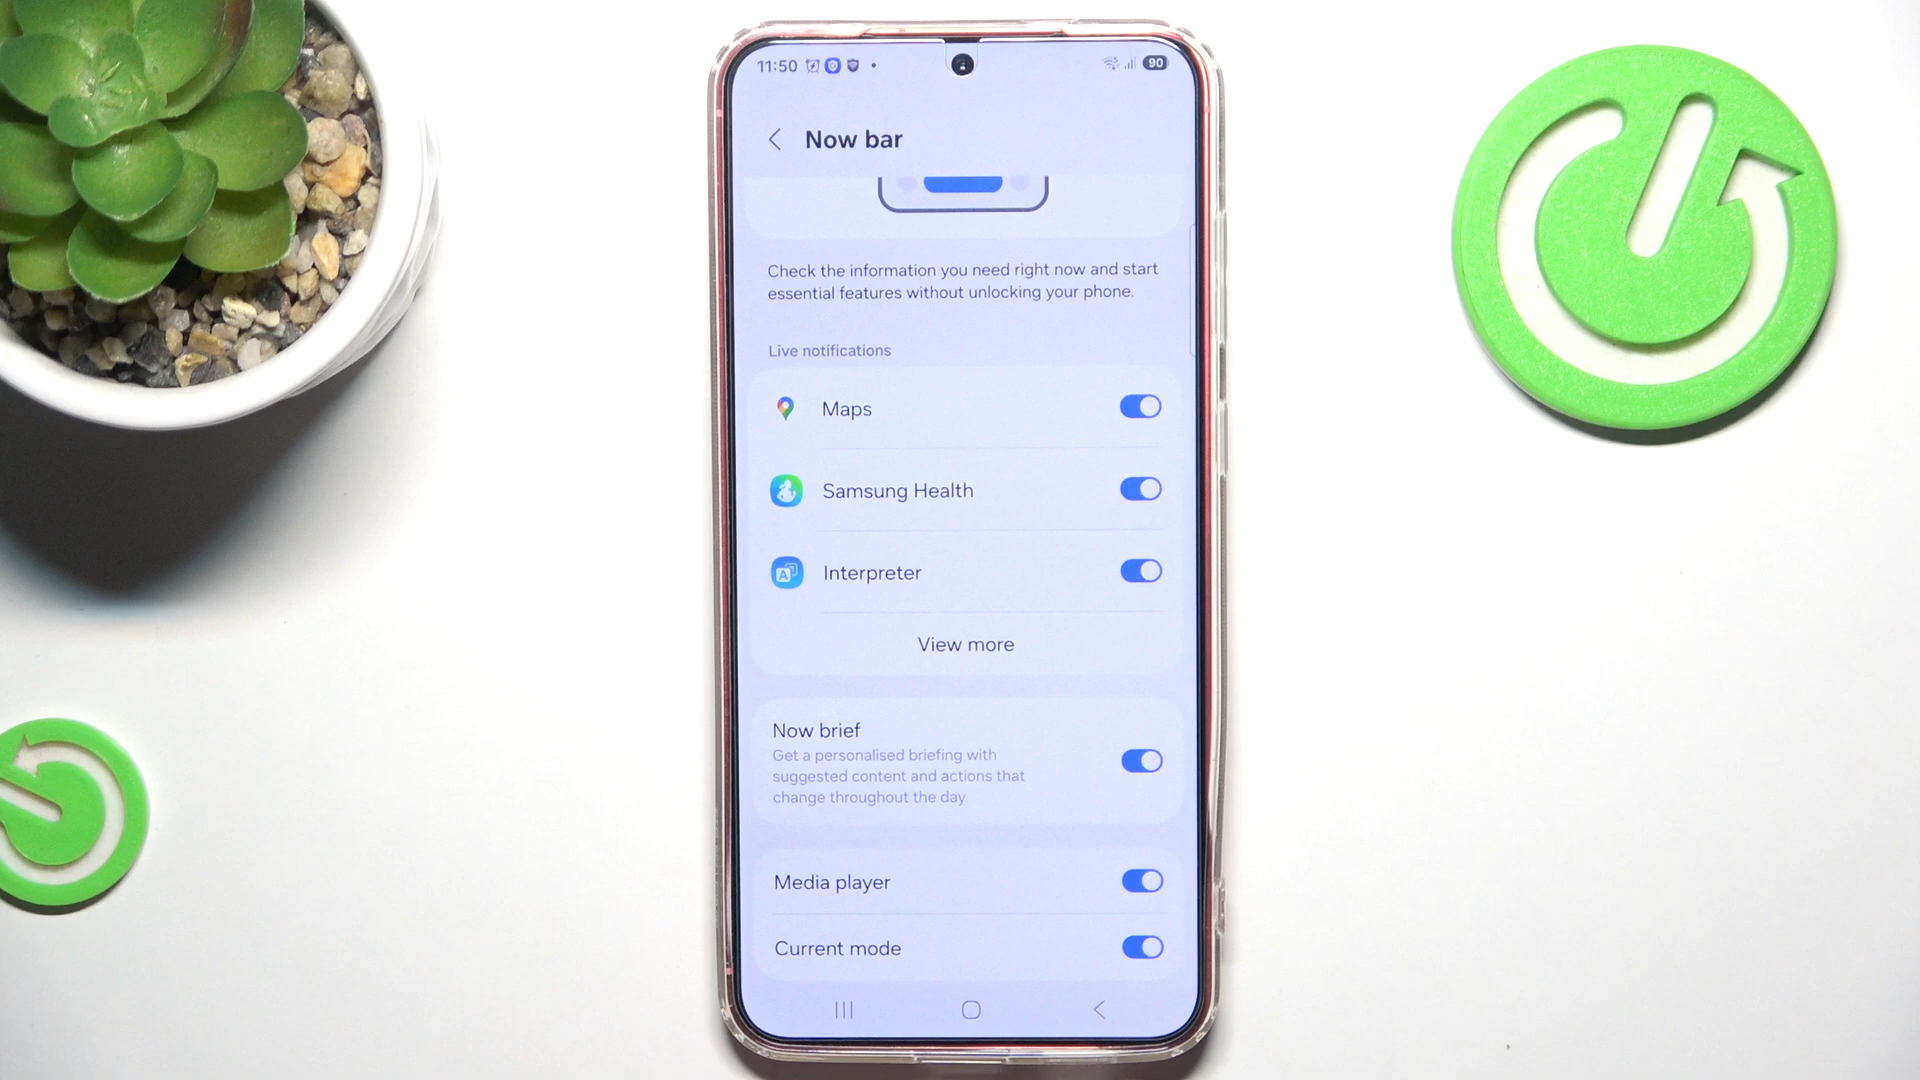 11:50
90
Now bar
Check the information you need right now and start
essential features without unlocking your phone.
Live notifications
Maps
Samsung Health
Interpreter
View more
Now brief
Get a personalised briefing with
suggested content and actions that
change throughout the day.
Media player
Current mode